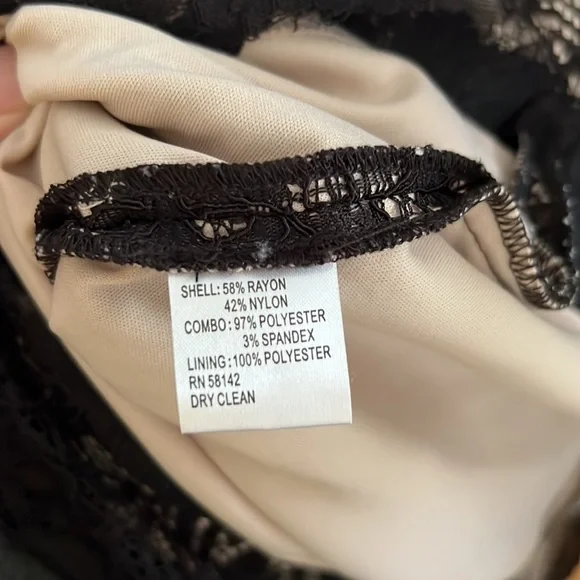 SHELL: 58% RAYON
42% NYLON
COMBO: 97% POLYESTER
3% SPANDEX
LINING: 100% POLYESTER
RN 58142
DRY CLEAN